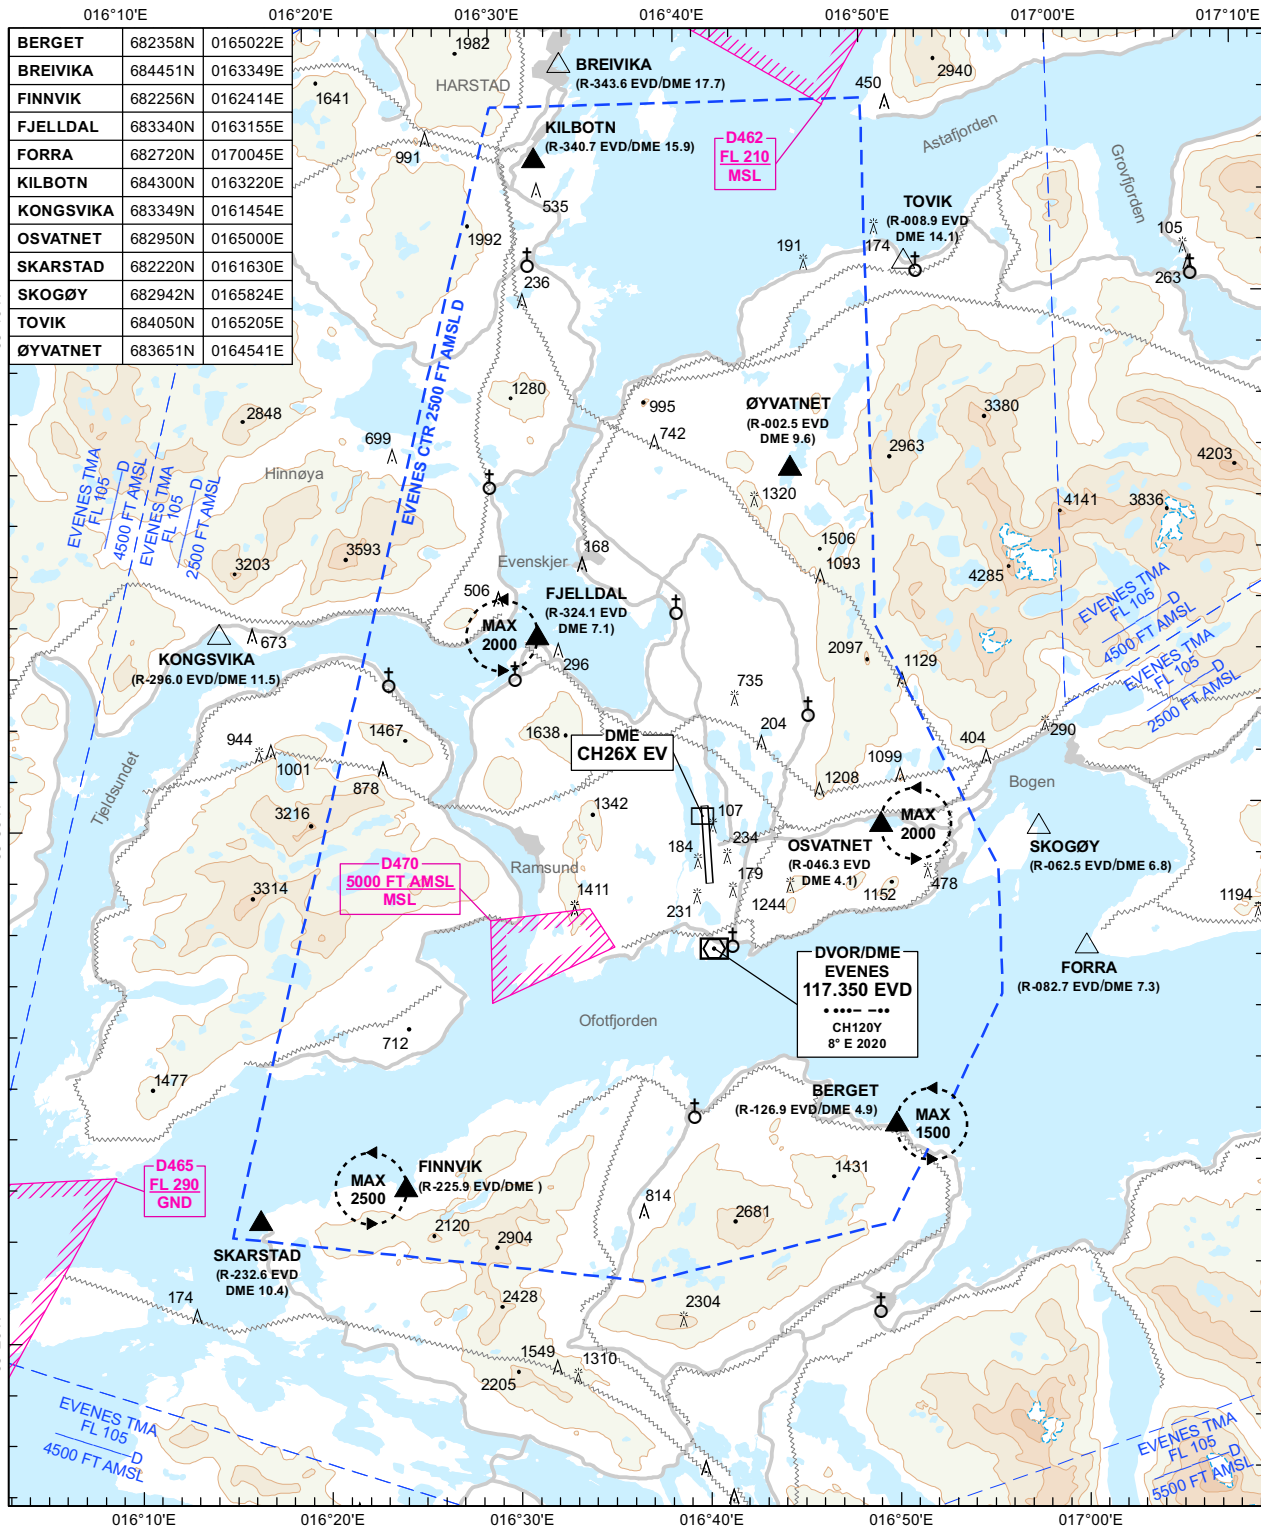 016°10'E 016°20'E 016°30'E 016°40'E 016°50'E 017°00'E 017°10'E
BERGET 682358N 0165022E
BREIVIKA 684451N 0163349E
FINNVIK 682256N 0162414E
FJELLDAL 683340N 0163155E
FORRA 682720N 0170045E
KILBOTN 684300N 0163220E
KONGSVIKA 683349N 0161454E
OSVATNET 682950N 0165000E
SKARSTAD 682220N 0161630E
SKOGØY 682942N 0165824E
TOVIK 684050N 0165205E
ØYVATNET 683651N 0164541E
1982
HARSTAD
1641
991
BREIVIKA
(R-343.6 EVD/DME 17.7)
KILBOTN
(R-340.7 EVD/DME 15.9)
535
1992
236
D462
FL 210
MSL
450
2940
Astafjorden
Grovfjorden
TOVIK
(R-008.9 EVD
DME 14.1)
191
174
105
263
EVENES CTR 2500 FT AMSL D
1280
995
742
2848
699
Hinnøya
ØYVATNET
(R-002.5 EVD
DME 9.6)
3380
2963
4203
1320
4141
3836
EVENES TMA
FL 105
D
4500 FT AMSL
EVENES TMA
FL 105
D
2500 FT AMSL
3203
3593
1506
1093
4285
Evenskjer
168
506
FJELLDAL
(R-324.1 EVD
DME 7.1)
MAX
2000
296
673
KONGSVIKA
(R-296.0 EVD/DME 11.5)
2097
1129
EVENES TMA
FL 105
D
4500 FT AMSL
EVENES TMA
FL 105
D
2500 FT AMSL
735
204
290
404
944
1001
1467
878
1638
DME
CH26X EV
1099
1208
Bogen
Tjeldsundet
3216
1342
107
184
234
179
231
1244
OSVATNET
(R-046.3 EVD
DME 4.1)
MAX
2000
1152
478
SKOGØY
(R-062.5 EVD/DME 6.8)
Ramsund
D470
5000 FT AMSL
MSL
1411
3314
1194
FORRA
(R-082.7 EVD/DME 7.3)
DVOR/DME
EVENES
117.350 EVD
CH120Y
8° E 2020
Ofotfjorden
712
1477
BERGET
(R-126.9 EVD/DME 4.9)
MAX
1500
D465
FL 290
GND
MAX
2500
FINNVIK
(R-225.9 EVD/DME )
1431
814
2681
2120
2904
SKARSTAD
(R-232.6 EVD
DME 10.4)
174
2428
2304
1549
1310
2205
EVENES TMA
FL 105
D
4500 FT AMSL
EVENES TMA
FL 105
D
5500 FT AMSL
016°10'E 016°20'E 016°30'E 016°40'E 016°50'E 017°00'E